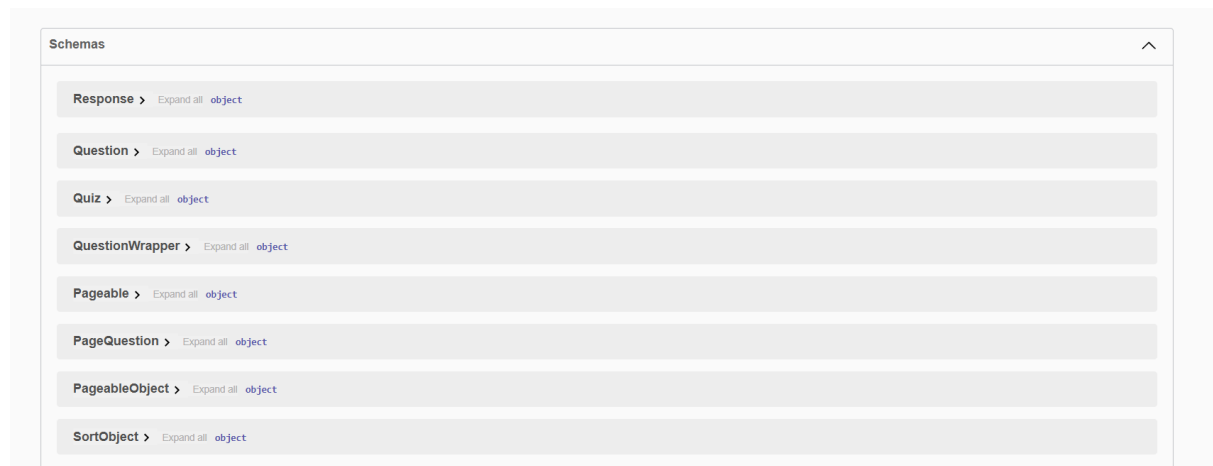 Schemas
Response Expand all object
Question Expand all object
Quiz Expand all object
QuestionWrapper Expand all object
Pageable Expand all object
PageQuestion Expand all object
PageableObject Expand all object
SortObject Expand all object